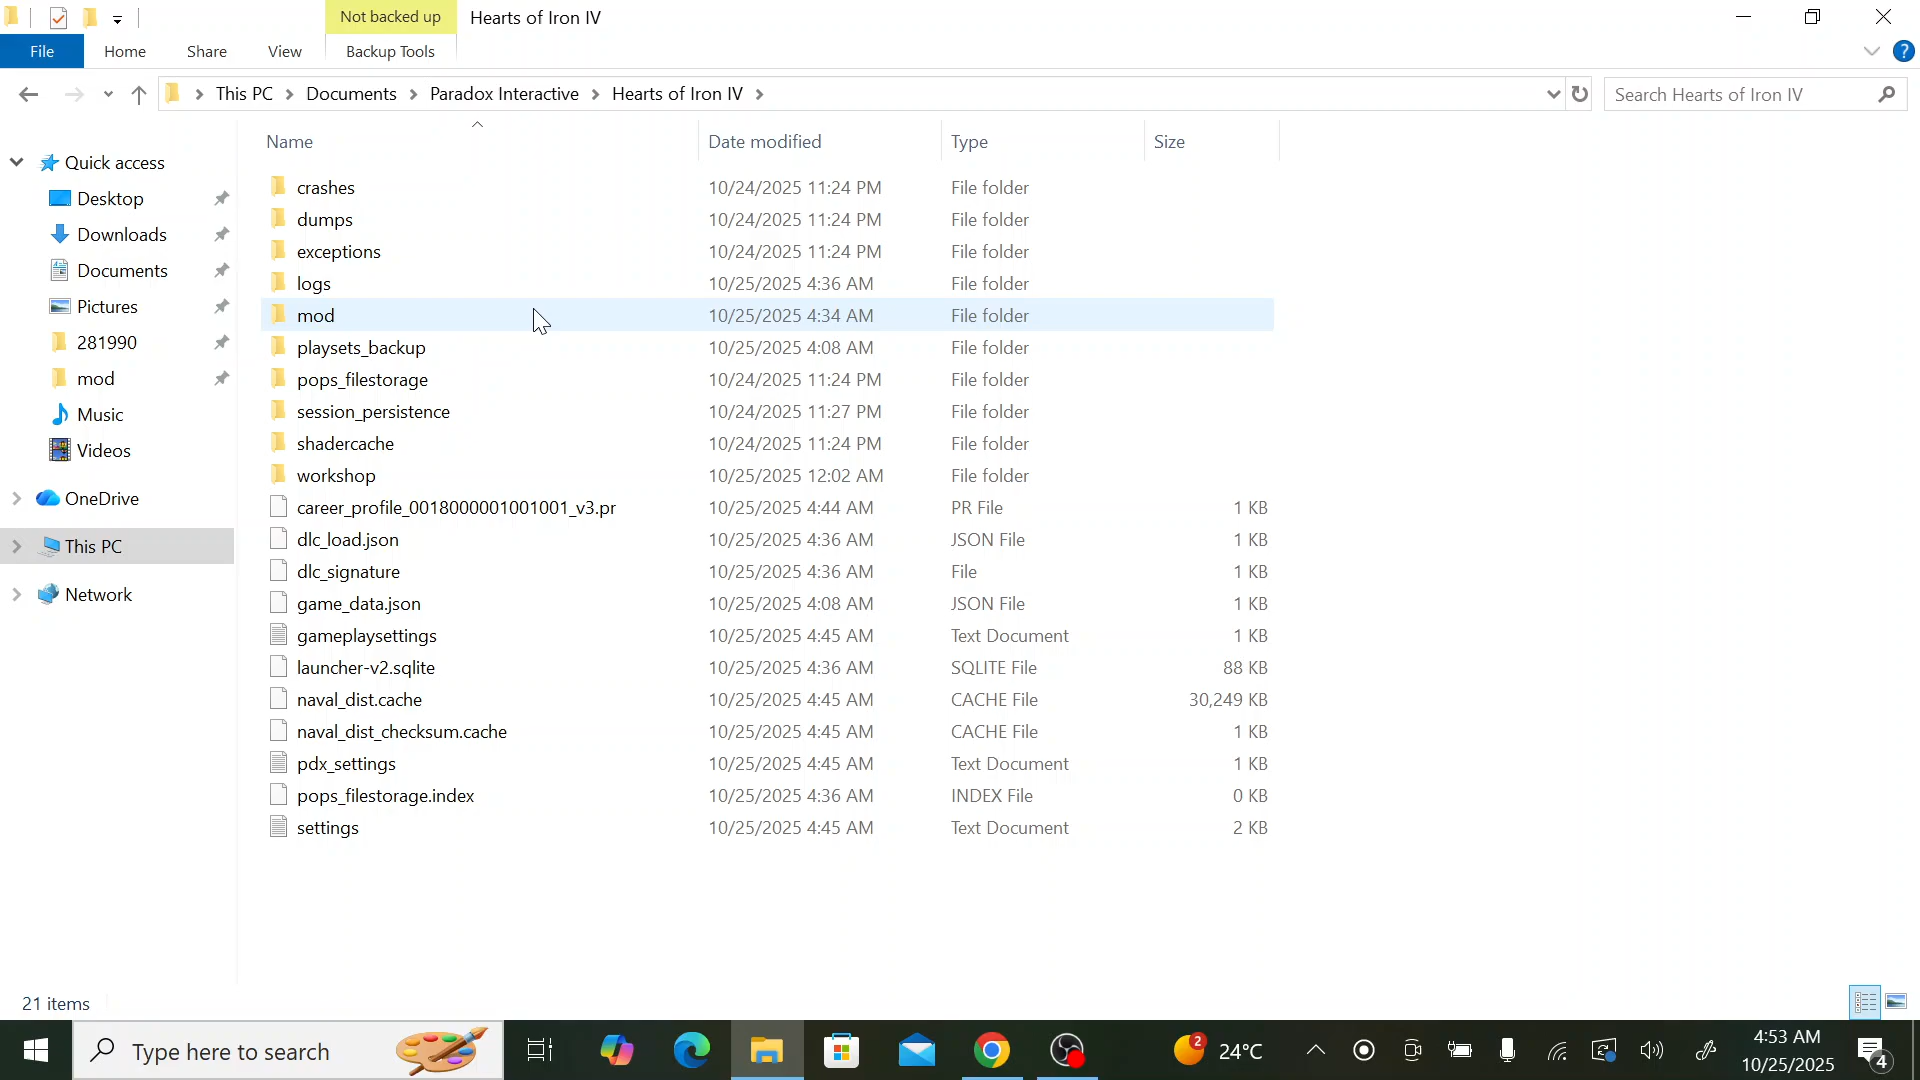 Not backed up
Hearts of Iron IV
File
Home
Share
View
Backup Tools
?
This PC
Documents
Paradox Interactive
Hearts of Iron IV
Search Hearts of Iron IV
Name
Date modified
Type
Size
Quick access
Desktop
Downloads
Documents
Pictures
281990
mod
Music
Videos
OneDrive
This PC
Network
crashes 10/24/2025 11:24 PM File folder
dumps 10/24/2025 11:24 PM File folder
exceptions 10/24/2025 11:24 PM File folder
logs 10/25/2025 4:36 AM File folder
mod 10/25/2025 4:34 AM File folder
playsets_backup 10/25/2025 4:08 AM File folder
pops_filestorage 10/24/2025 11:24 PM File folder
session_persistence 10/24/2025 11:27 PM File folder
shadercache 10/24/2025 11:24 PM File folder
workshop 10/25/2025 12:02 AM File folder
career_profile_0018000001001001_v3.pr 10/25/2025 4:44 AM PR File 1 KB
dlc_load.json 10/25/2025 4:36 AM JSON File 1 KB
dlc_signature 10/25/2025 4:36 AM File 1 KB
game_data.json 10/25/2025 4:08 AM JSON File 1 KB
gameplaysettings 10/25/2025 4:45 AM Text Document 1 KB
launcher-v2.sqlite 10/25/2025 4:36 AM SQLITE File 88 KB
naval_dist.cache 10/25/2025 4:45 AM CACHE File 30,249 KB
naval_dist_checksum.cache 10/25/2025 4:45 AM CACHE File 1 KB
pdx_settings 10/25/2025 4:45 AM Text Document 1 KB
pops_filestorage.index 10/25/2025 4:36 AM INDEX File 0 KB
settings 10/25/2025 4:45 AM Text Document 2 KB
21 items
Type here to search
2
24°C
4:53 AM
10/25/2025
4